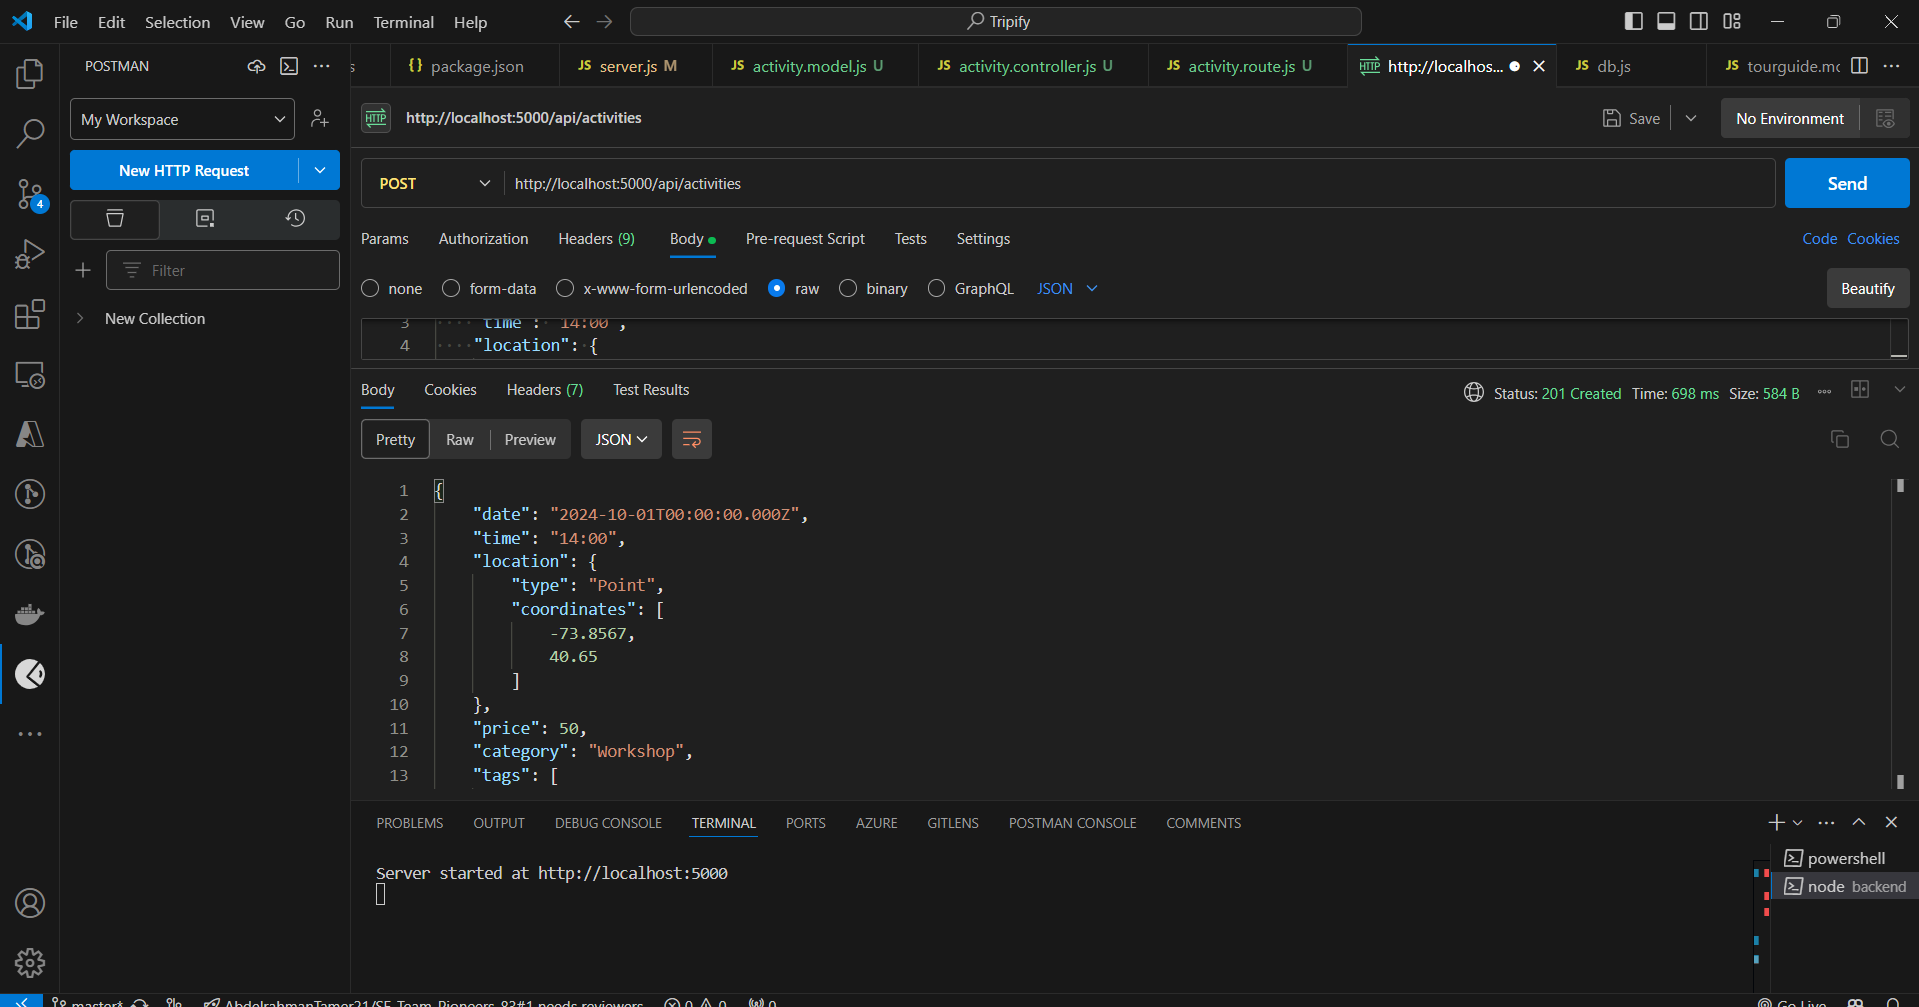 File Edit Selection View Go Run Terminal Help
Tripify
POSTMAN
s
{} package.json
JS server.js M
JS activity.model.js U
JS activity.controller.js U
JS activity.route.js U
HTTP http://localhos...
JS db.js
JS tourguide.mo
My Workspace
HTTP http://localhost:5000/api/activities
Save
No Environment
New HTTP Request
POST http://localhost:5000/api/activities
Send
4
Params Authorization Headers (9) Body Pre-request Script Tests Settings
Code Cookies
Filter
none form-data x-www-form-urlencoded raw binary GraphQL JSON
Beautify
New Collection
3 time : 14:00 ,
4 "location": {
Body Cookies Headers (7) Test Results
Status: 201 Created Time: 698 ms Size: 584 B
Pretty Raw Preview JSON
1 {
2 "date": "2024-10-01T00:00:00.000Z",
3 "time": "14:00",
4 "location": {
5 "type": "Point",
6 "coordinates": [
7 -73.8567,
8 40.65
9 ]
10 },
11 "price": 50,
12 "category": "Workshop",
13 "tags": [
PROBLEMS OUTPUT DEBUG CONSOLE TERMINAL PORTS AZURE GITLENS POSTMAN CONSOLE COMMENTS
Server started at http://localhost:5000
powershell
node backend
master* AbdelrahmanTamer21/SE-Team-Pioneers-83#1 needs reviewers 0 0 0
Go Live